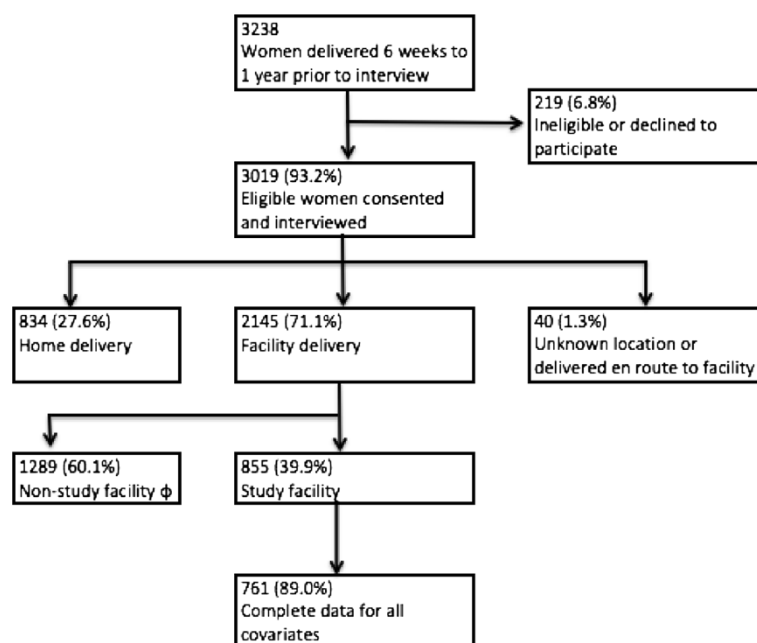 3238
Women delivered 6 weeks to
1 year prior to interview
219 (6.8%)
Ineligible or declined to
participate
3019 (93.2%)
Eligible women consented
and interviewed
834 (27.6%)
Home delivery
2145 (71.1%)
Facility delivery
40 (1.3%)
Unknown location or
delivered en route to facility
1289 (60.1%)
Non-study facility ф
855 (39.9%)
Study facility
761 (89.0%)
Complete data for all
covariates